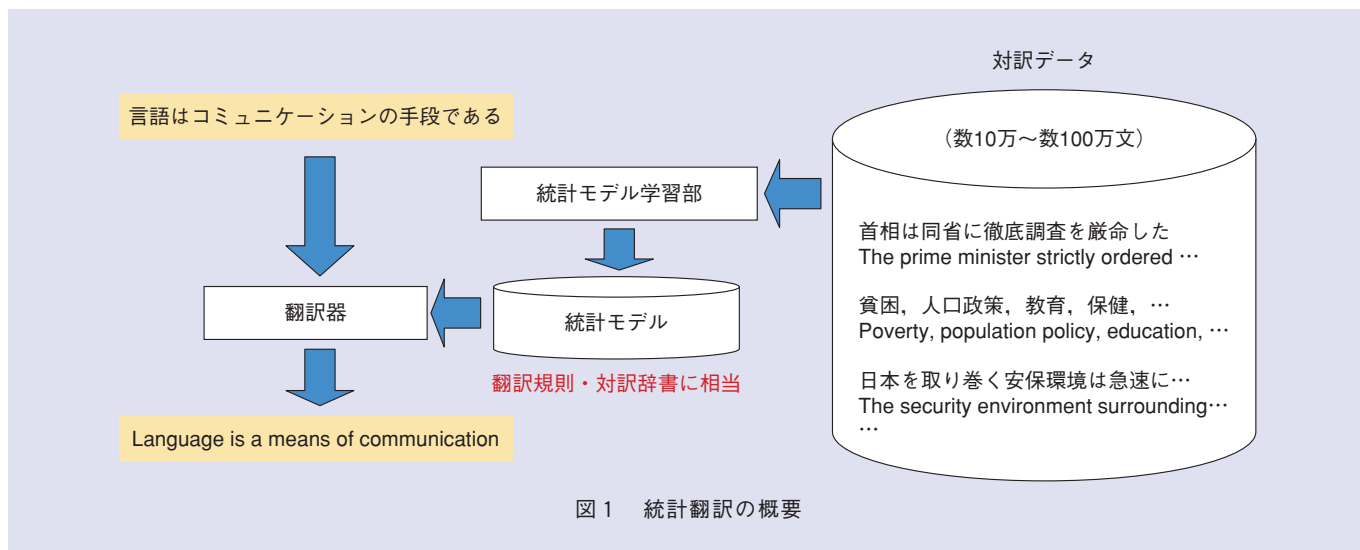 対訳データ
(数10万〜数100万文)
言語はコミュニケーションの手段である
統計モデル学習部
首相は同省に徹底調査を厳命した
The prime minister strictly ordered …
貧困，人口政策，教育，保健，…
Poverty, population policy, education, …
日本を取り巻く安保環境は急速に…
The security environment surrounding…
…
翻訳器
統計モデル
翻訳規則・対訳辞書に相当
Language is a means of communication
図1 統計翻訳の概要